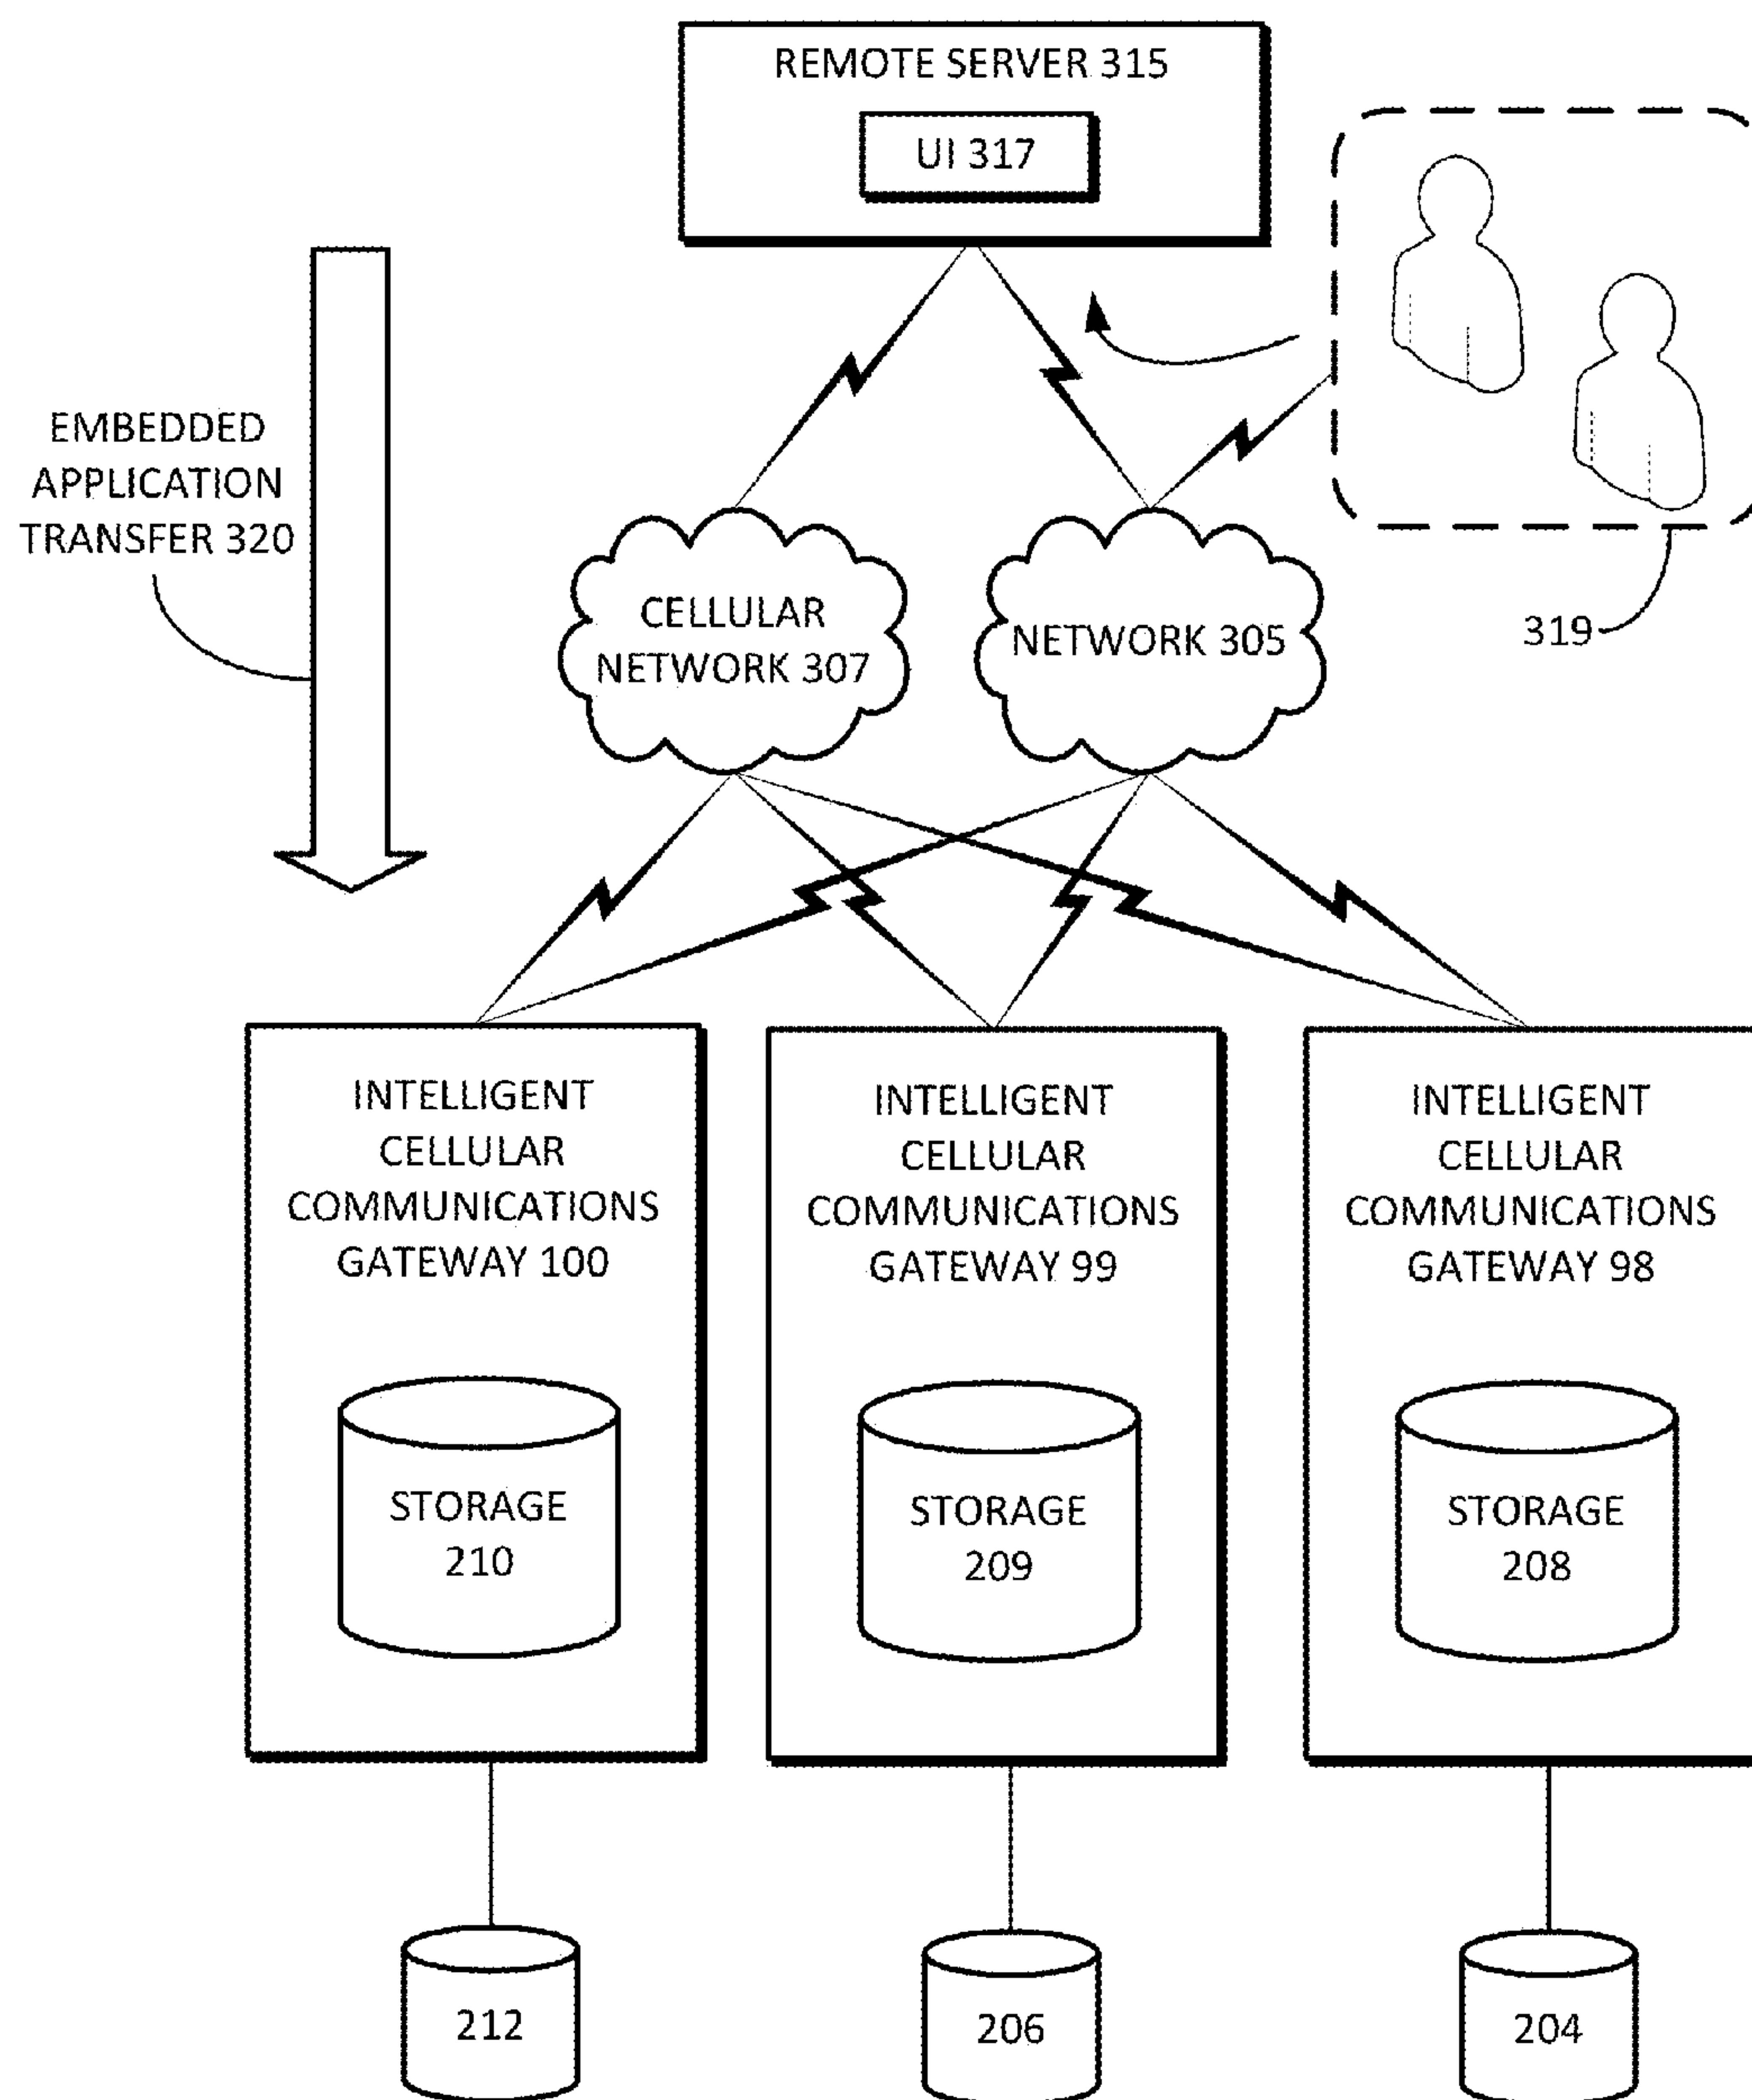 REMOTE SERVER 315
UI 317
EMBEDDED
APPLICATION
TRANSFER 320
CELLULAR
NETWORK 307
NETWORK 305
319
INTELLIGENT
CELLULAR
COMMUNICATIONS
GATEWAY 100
STORAGE
210
INTELLIGENT
CELLULAR
COMMUNICATIONS
GATEWAY 99
STORAGE
209
INTELLIGENT
CELLULAR
COMMUNICATIONS
GATEWAY 98
STORAGE
208
212
206
204